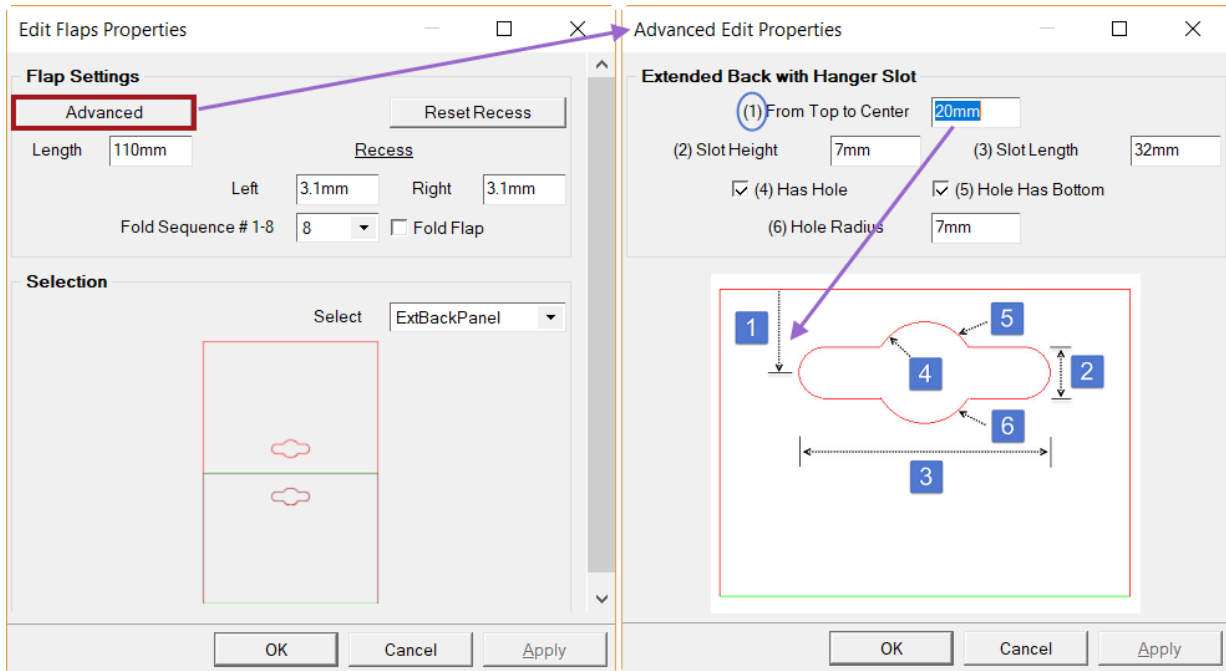 Edit Flaps Properties
Flap Settings
Advanced
Reset Recess
Length 110mm Recess
Left 3.1mm Right 3.1mm
Fold Sequence # 1-8 8 Fold Flap
Selection
Select ExtBackPanel
OK Cancel Apply
Advanced Edit Properties
Extended Back with Hanger Slot
(1) From Top to Center 20mm
(2) Slot Height 7mm (3) Slot Length 32mm
(4) Has Hole (5) Hole Has Bottom
(6) Hole Radius 7mm
1
5
4
2
6
3
OK Cancel Apply